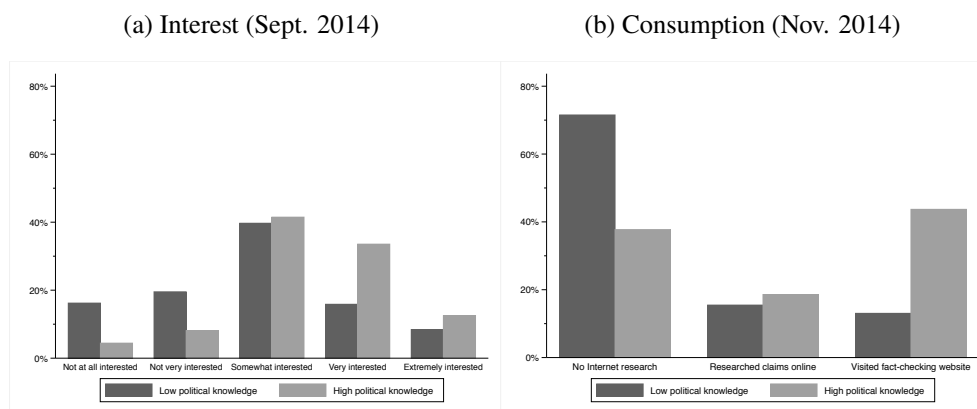 (a) Interest (Sept. 2014)
80%
60%
40%
20%
0%
Not at all interested Not very interested Somewhat interested Very interested Extremely interested
Low political knowledge High political knowledge
(b) Consumption (Nov. 2014)
80%
60%
40%
20%
0%
No Internet research Researched claims online Visited fact-checking website
Low political knowledge High political knowledge